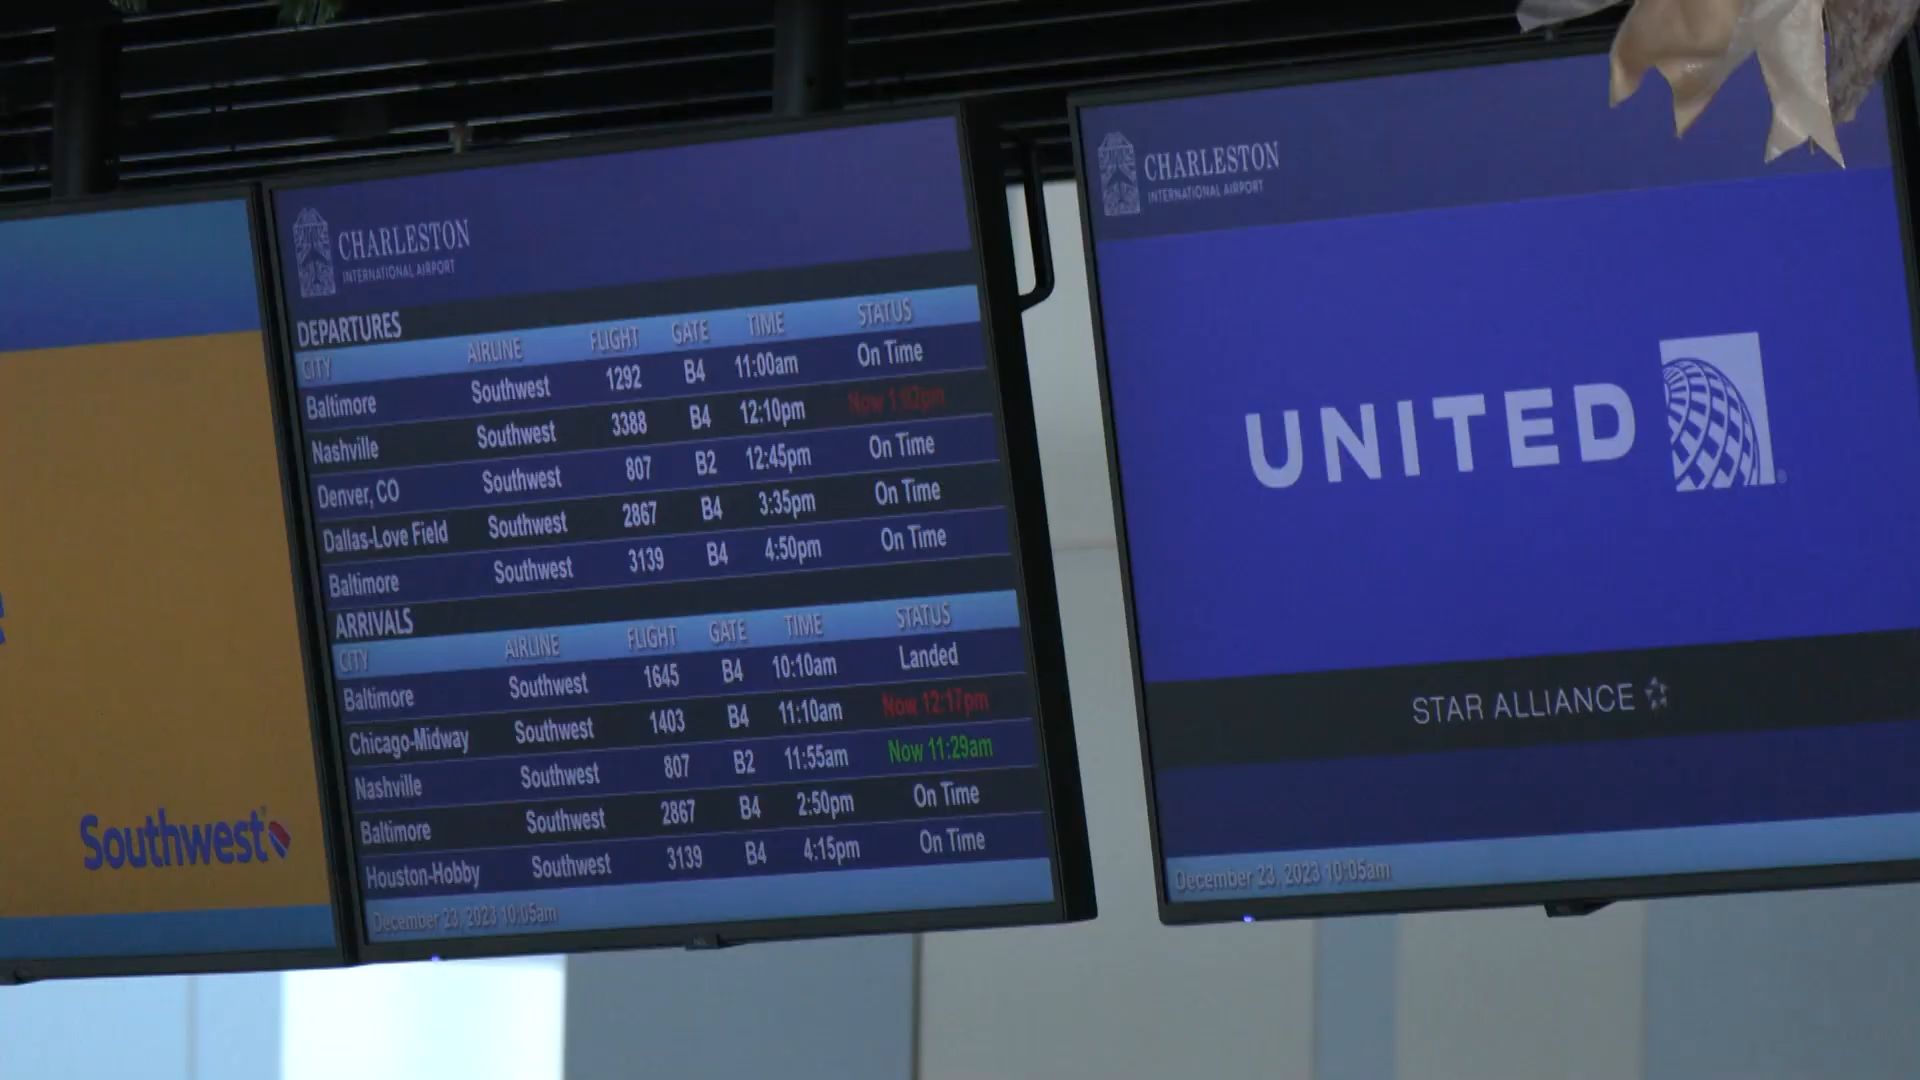 CHARLESTON
INTERNATIONAL AIRPORT
DEPARTURES
CITY AIRLINE FLIGHT GATE TIME STATUS
Baltimore Southwest 1292 B4 11:00am On Time
Nashville Southwest 3388 B4 12:10pm Now 1:02pm
Denver, CO Southwest 807 B2 12:45pm On Time
Dallas-Love Field Southwest 2867 B4 3:35pm On Time
Baltimore Southwest 3139 B4 4:50pm On Time
ARRIVALS
CITY AIRLINE FLIGHT GATE TIME STATUS
Baltimore Southwest 1645 B4 10:10am Landed
Chicago-Midway Southwest 1403 B4 11:10am Now 12:17pm
Nashville Southwest 807 B2 11:55am Now 11:29am
Baltimore Southwest 2867 B4 2:50pm On Time
Houston-Hobby Southwest 3139 B4 4:15pm On Time
December 23, 2023 10:05am
Southwest
CHARLESTON
INTERNATIONAL AIRPORT
UNITED
STAR ALLIANCE
December 23, 2023 10:05am